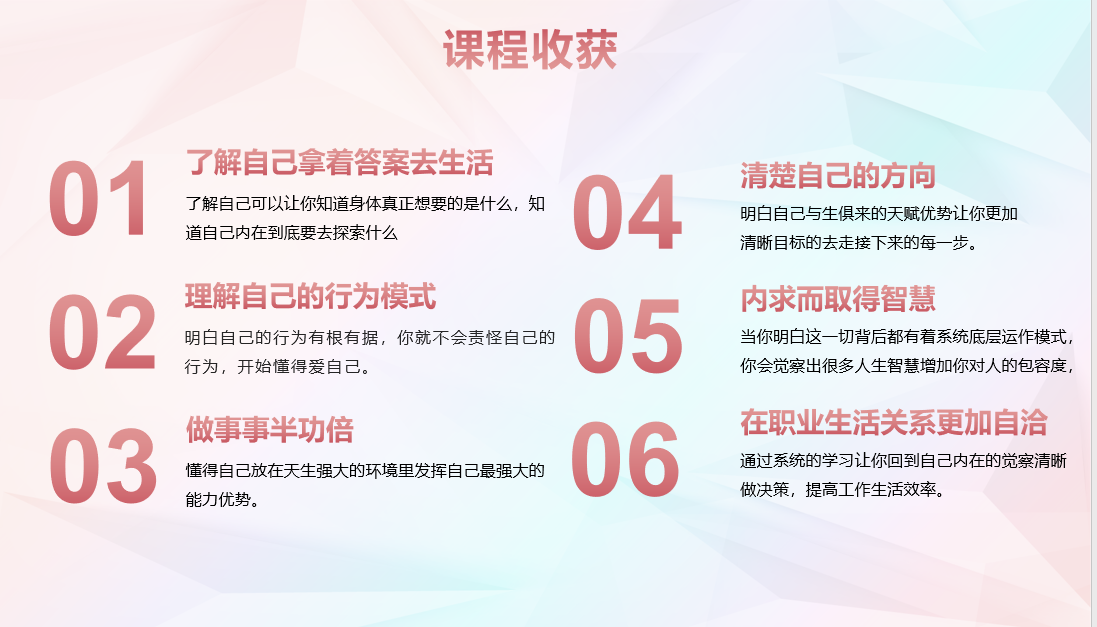 课程收获
01
了解自己拿着答案去生活
了解自己可以让你知道身体真正想要的是什么，知
道自己内在到底要去探索什么
02
理解自己的行为模式
明白自己的行为有根有据，你就不会责怪自己的
行为，开始懂得爱自己。
03
做事事半功倍
懂得自己放在天生强大的环境里发挥自己最强大的
能力优势。
04
清楚自己的方向
明白自己与生俱来的天赋优势让你更加
清晰目标的去走接下来的每一步。
05
内求而取得智慧
当你明白这一切背后都有着系统底层运作模式，
你会觉察出很多人生智慧增加你对人的包容度，
06
在职业生活关系更加自洽
通过系统的学习让你回到自己内在的觉察清晰
做决策，提高工作生活效率。